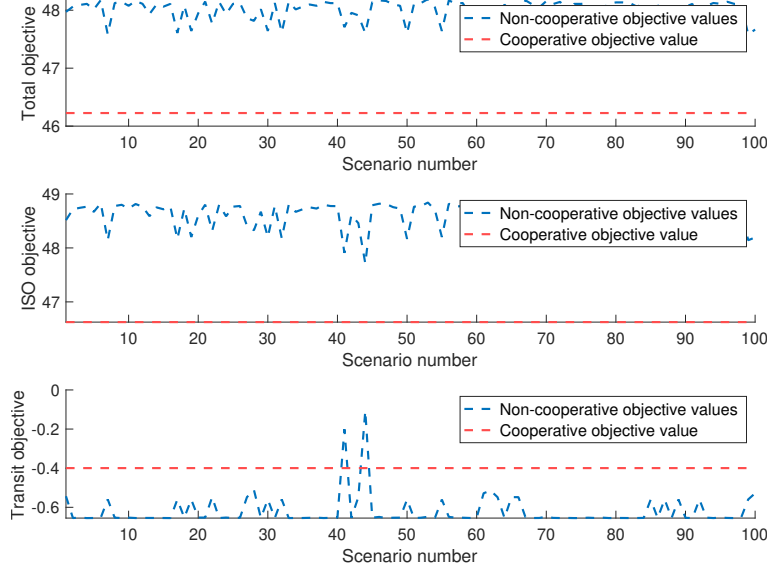 48
47
46
Total objective
Non-cooperative objective values
Cooperative objective value
10 20 30 40 50 60 70 80 90 100
Scenario number
49
48
47
ISO objective
Non-cooperative objective values
Cooperative objective value
10 20 30 40 50 60 70 80 90 100
Scenario number
0
-0.2
-0.4
-0.6
Transit objective
Non-cooperative objective values
Cooperative objective value
10 20 30 40 50 60 70 80 90 100
Scenario number